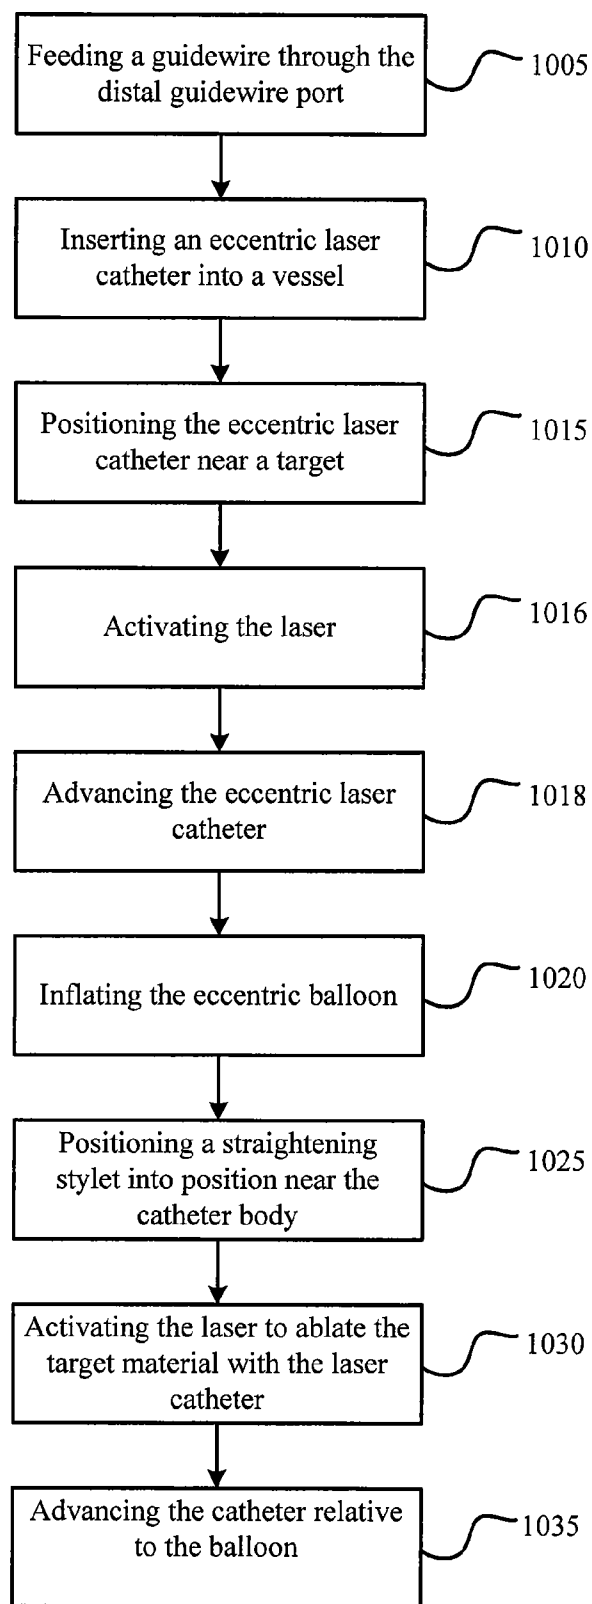 Feeding a guidewire through the
distal guidewire port
1005
Inserting an eccentric laser
catheter into a vessel
1010
Positioning the eccentric laser
catheter near a target
1015
Activating the laser
1016
Advancing the eccentric laser
catheter
1018
Inflating the eccentric balloon
1020
Positioning a straightening
stylet into position near the
catheter body
1025
Activating the laser to ablate the
target material with the laser
catheter
1030
Advancing the catheter relative
to the balloon
1035